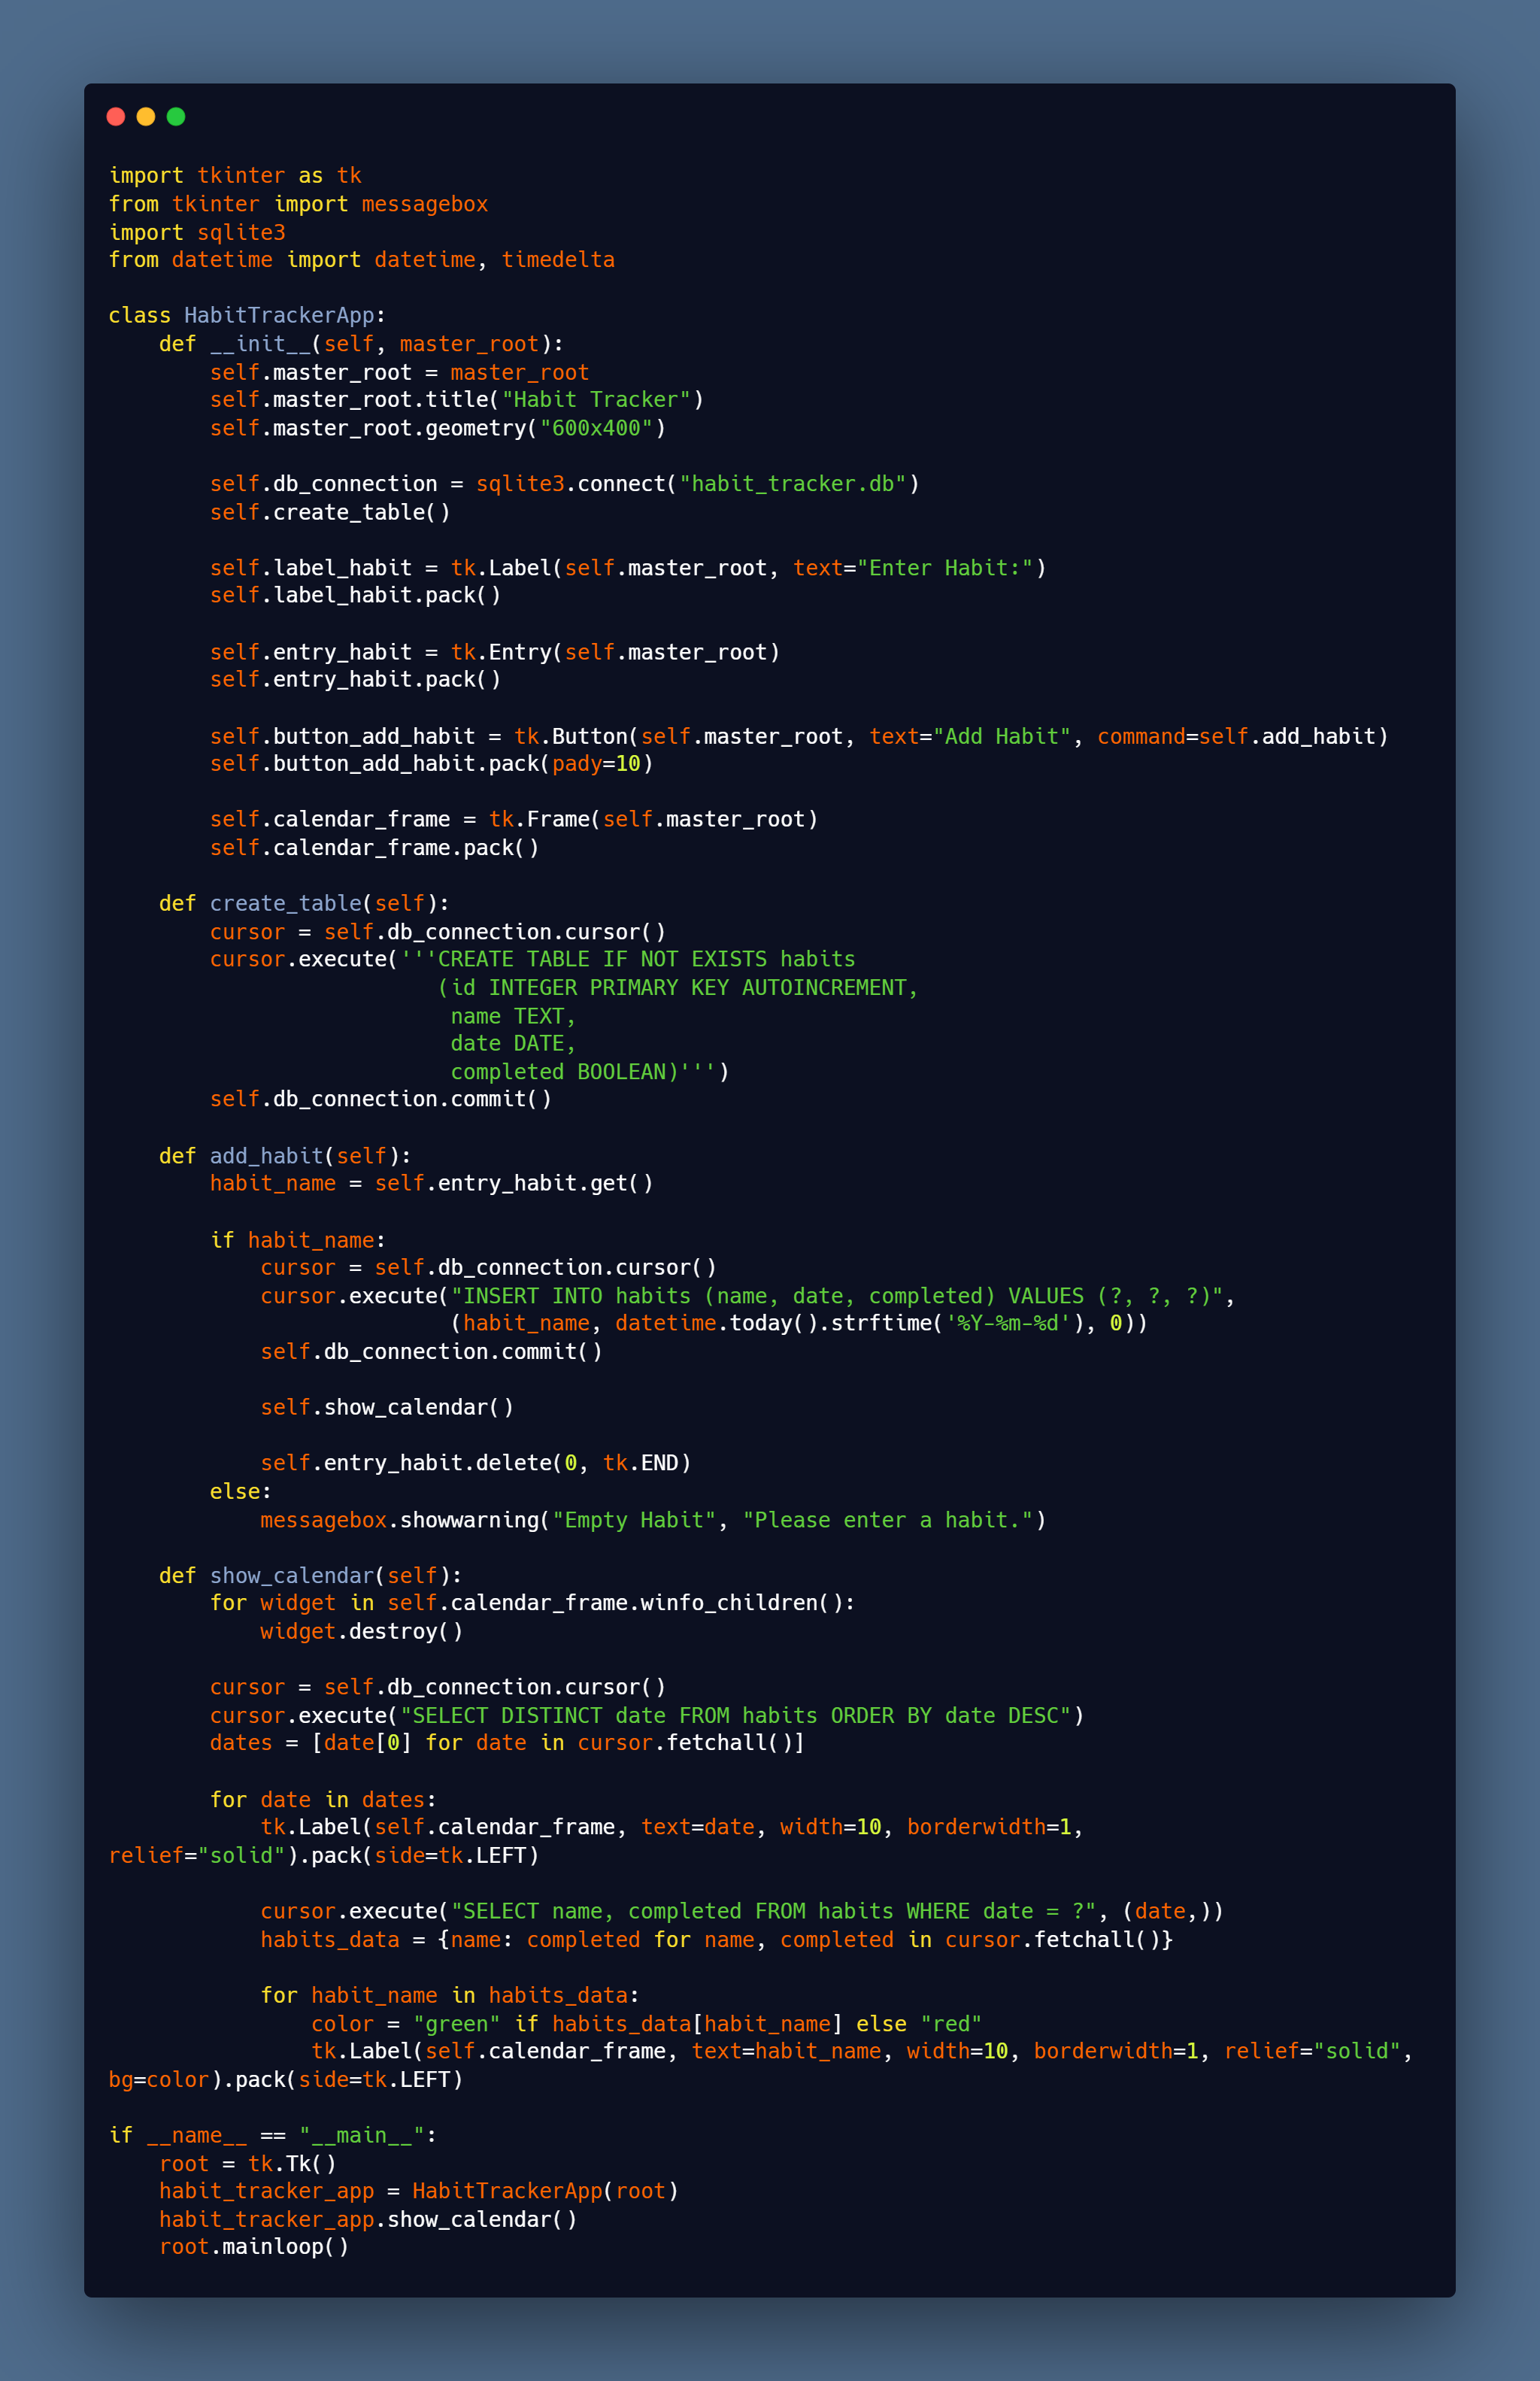 import tkinter as tk
from tkinter import messagebox
import sqlite3
from datetime import datetime, timedelta

class HabitTrackerApp:
    def __init__(self, master_root):
        self.master_root = master_root
        self.master_root.title("Habit Tracker")
        self.master_root.geometry("600x400")

        self.db_connection = sqlite3.connect("habit_tracker.db")
        self.create_table()

        self.label_habit = tk.Label(self.master_root, text="Enter Habit:")
        self.label_habit.pack()

        self.entry_habit = tk.Entry(self.master_root)
        self.entry_habit.pack()

        self.button_add_habit = tk.Button(self.master_root, text="Add Habit", command=self.add_habit)
        self.button_add_habit.pack(pady=10)

        self.calendar_frame = tk.Frame(self.master_root)
        self.calendar_frame.pack()

    def create_table(self):
        cursor = self.db_connection.cursor()
        cursor.execute('''CREATE TABLE IF NOT EXISTS habits
                          (id INTEGER PRIMARY KEY AUTOINCREMENT,
                           name TEXT,
                           date DATE,
                           completed BOOLEAN)''')
        self.db_connection.commit()

    def add_habit(self):
        habit_name = self.entry_habit.get()

        if habit_name:
            cursor = self.db_connection.cursor()
            cursor.execute("INSERT INTO habits (name, date, completed) VALUES (?, ?, ?)",
                           (habit_name, datetime.today().strftime('%Y-%m-%d'), 0))
            self.db_connection.commit()

            self.show_calendar()

            self.entry_habit.delete(0, tk.END)
        else:
            messagebox.showwarning("Empty Habit", "Please enter a habit.")

    def show_calendar(self):
        for widget in self.calendar_frame.winfo_children():
            widget.destroy()

        cursor = self.db_connection.cursor()
        cursor.execute("SELECT DISTINCT date FROM habits ORDER BY date DESC")
        dates = [date[0] for date in cursor.fetchall()]

        for date in dates:
            tk.Label(self.calendar_frame, text=date, width=10, borderwidth=1,
relief="solid").pack(side=tk.LEFT)

            cursor.execute("SELECT name, completed FROM habits WHERE date = ?", (date,))
            habits_data = {name: completed for name, completed in cursor.fetchall()}

            for habit_name in habits_data:
                color = "green" if habits_data[habit_name] else "red"
                tk.Label(self.calendar_frame, text=habit_name, width=10, borderwidth=1, relief="solid",
bg=color).pack(side=tk.LEFT)

if __name__ == "__main__":
    root = tk.Tk()
    habit_tracker_app = HabitTrackerApp(root)
    habit_tracker_app.show_calendar()
    root.mainloop()